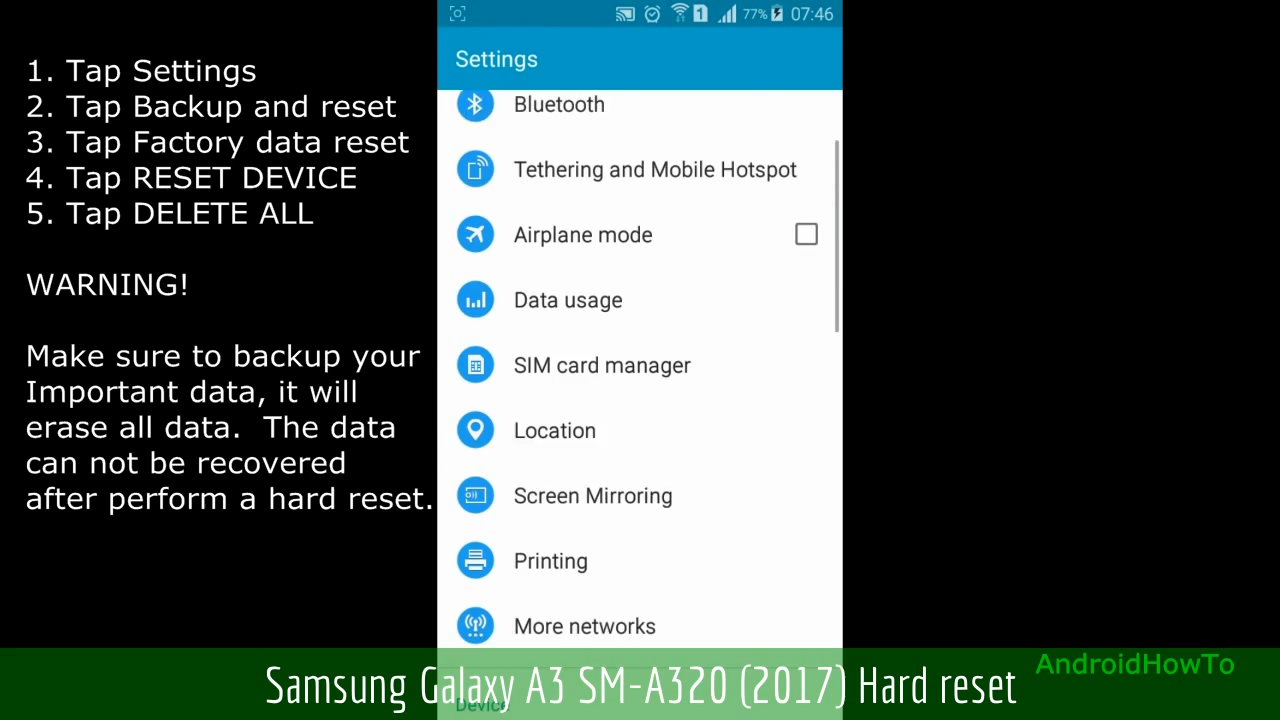 1. Tap Settings
2. Tap Backup and reset
3. Tap Factory data reset
4. Tap RESET DEVICE
5. Tap DELETE ALL
WARNING!
Make sure to backup your
Important data, it will
erase all data.  The data
can not be recovered
after perform a hard reset.
1 77% 07:46
Settings
Bluetooth
Tethering and Mobile Hotspot
Airplane mode
Data usage
SIM card manager
Location
Screen Mirroring
Printing
More networks
Device
AndroidHowTo
Samsung Galaxy A3 SM-A320 (2017) Hard reset